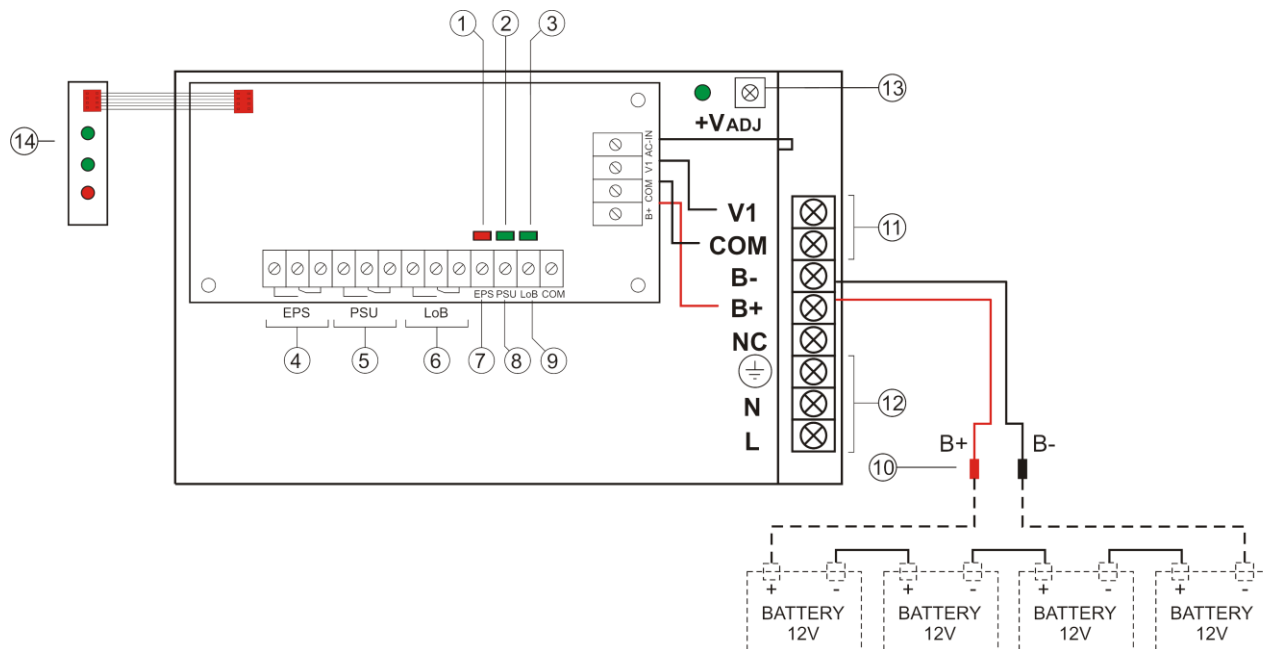 1 2 3
14
13
+VADJ
AC-IN
V1
COM
B+
V1
COM
B-
B+
NC
N
L
11
12
EPS PSU LoB COM
EPS PSU LoB
4 5 6 7 8 9
B+ B-
10
+ - + - + - + -
BATTERY BATTERY BATTERY BATTERY
12V 12V 12V 12V